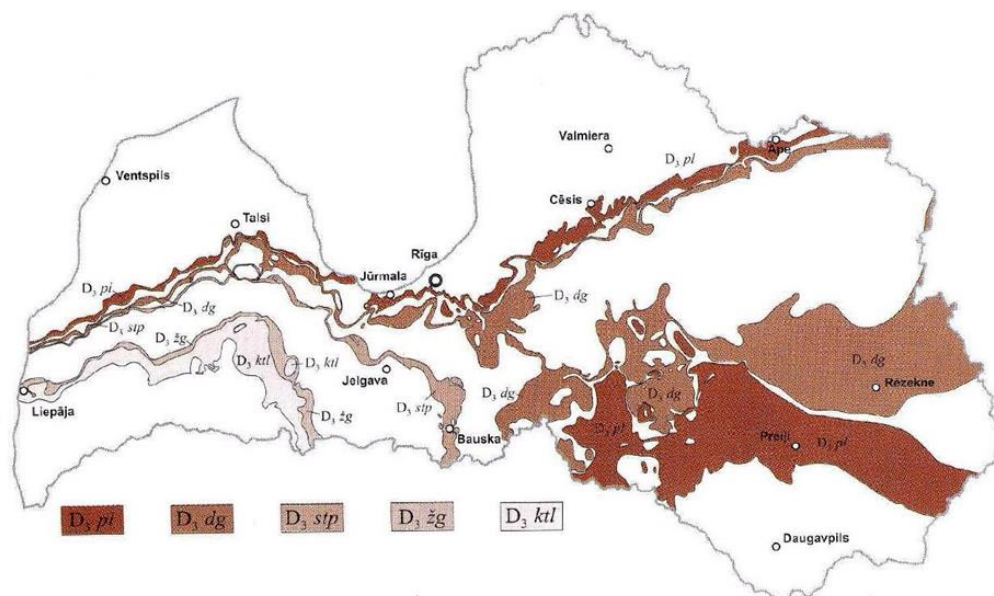 Ape
Valmiera
D₃ pl
Ventspils
Cēsis
Talsi
Rīga
Jūrmala
D₃ pl
D₃ dg
D₃ dg
D₃ stp
D₃ žg
D₃ ktl
D₃ ktl
D₃ dg
Jelgava
Rēzekne
D₃ stp
D₃ dg
D₃ dg
Liepāja
D₃ žg
Bauska
D₃ pl
Preiļi
D₃ pl
D₃ pl
D₃ dg
D₃ stp
D₃ žg
D₃ ktl
Daugavpils